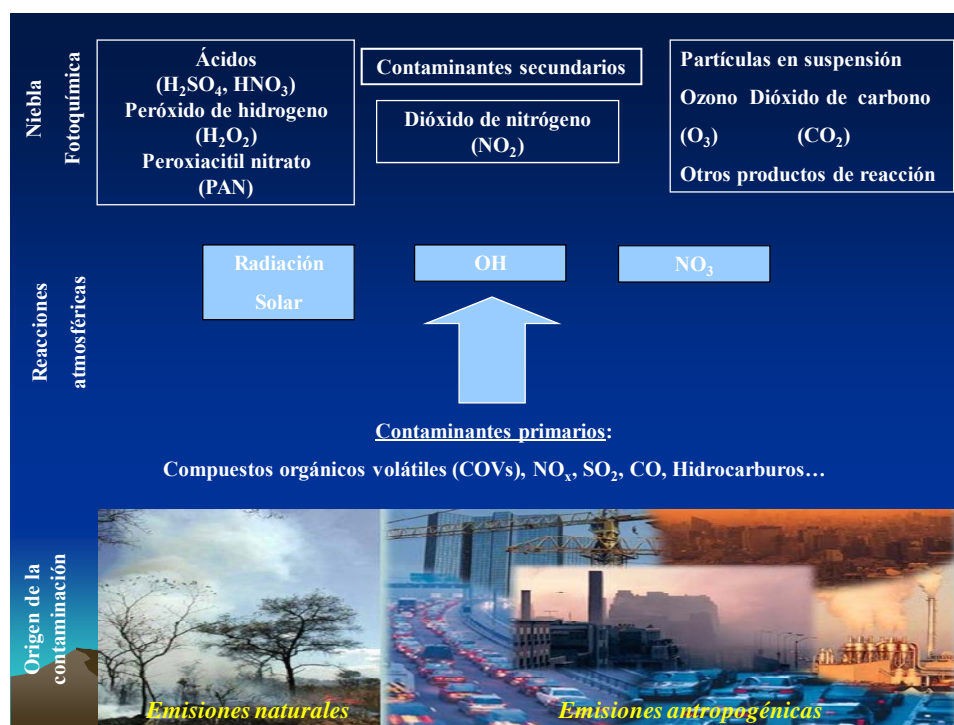 Niebla
Fotoquímica
Ácidos
(H₂SO₄, HNO₃)
Peróxido de hidrogeno
(H₂O₂)
Peroxiacitil nitrato
(PAN)
Contaminantes secundarios
Dióxido de nitrógeno
(NO₂)
Partículas en suspensión
Ozono Dióxido de carbono
(O₃) (CO₂)
Otros productos de reacción
Reacciones
atmosféricas
Radiación
Solar
OH
NO₃
Contaminantes primarios:
Compuestos orgánicos volátiles (COVs), NOₓ, SO₂, CO, Hidrocarburos…
Origen de la
contaminación
Emisiones naturales
Emisiones antropogénicas